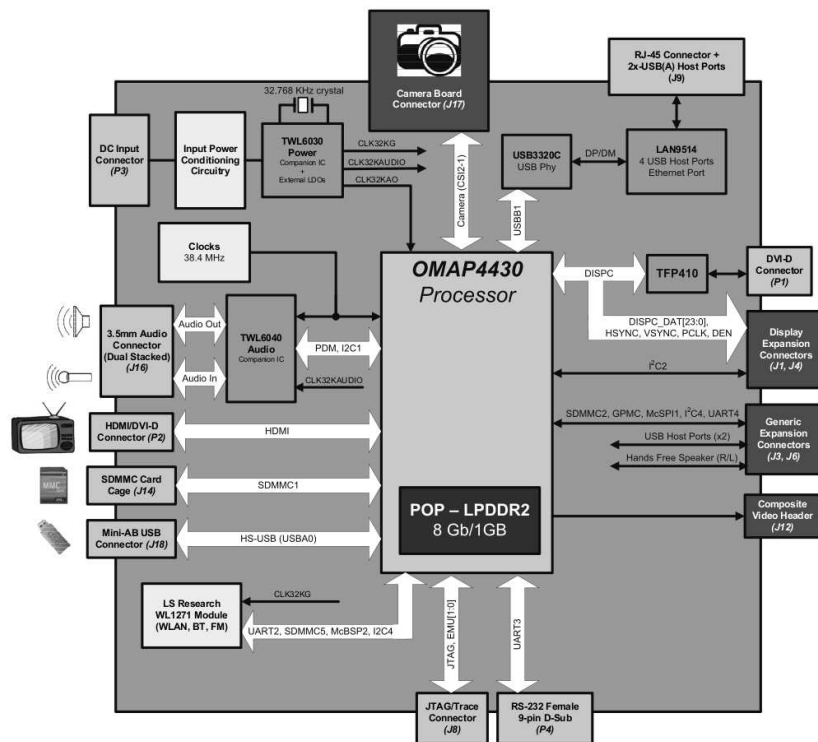 RJ-45 Connector +
2x-USB(A) Host Ports
(J9)
Camera Board
Connector (J17)
32.768 KHz crystal
DC Input
Connector
(P3)
Input Power
Conditioning
Circuitry
TWL6030
Power
Companion IC
+
External LDOs
CLK32KG
CLK32KAUDIO
CLK32KAO
Camera (CSI2-1)
USB3320C
USB Phy
DP/DM
LAN9514
4 USB Host Ports
Ethernet Port
USBB1
Clocks
38.4 MHz
OMAP4430
Processor
DISPC
TFP410
DVI-D
Connector
(P1)
3.5mm Audio
Connector
(Dual Stacked)
(J16)
Audio Out
Audio In
TWL6040
Audio
Companion IC
PDM, I2C1
CLK32KAUDIO
DISPC_DAT[23:0],
HSYNC, VSYNC, PCLK, DEN
Display
Expansion
Connectors
(J1, J4)
I²C2
HDMI/DVI-D
Connector (P2)
HDMI
SDMMC2, GPMC, McSPI1, I²C4, UART4
USB Host Ports (x2)
Hands Free Speaker (R/L)
Generic
Expansion
Connectors
(J3, J6)
MMC
SDMMC Card
Cage (J14)
SDMMC1
POP – LPDDR2
8 Gb/1GB
Composite
Video Header
(J12)
Mini-AB USB
Connector (J18)
HS-USB (USBA0)
LS Research
WL1271 Module
(WLAN, BT, FM)
CLK32KG
UART2, SDMMC5, McBSP2, I2C4
JTAG, EMU[1:0]
UART3
JTAG/Trace
Connector
(J8)
RS-232 Female
9-pin D-Sub
(P4)